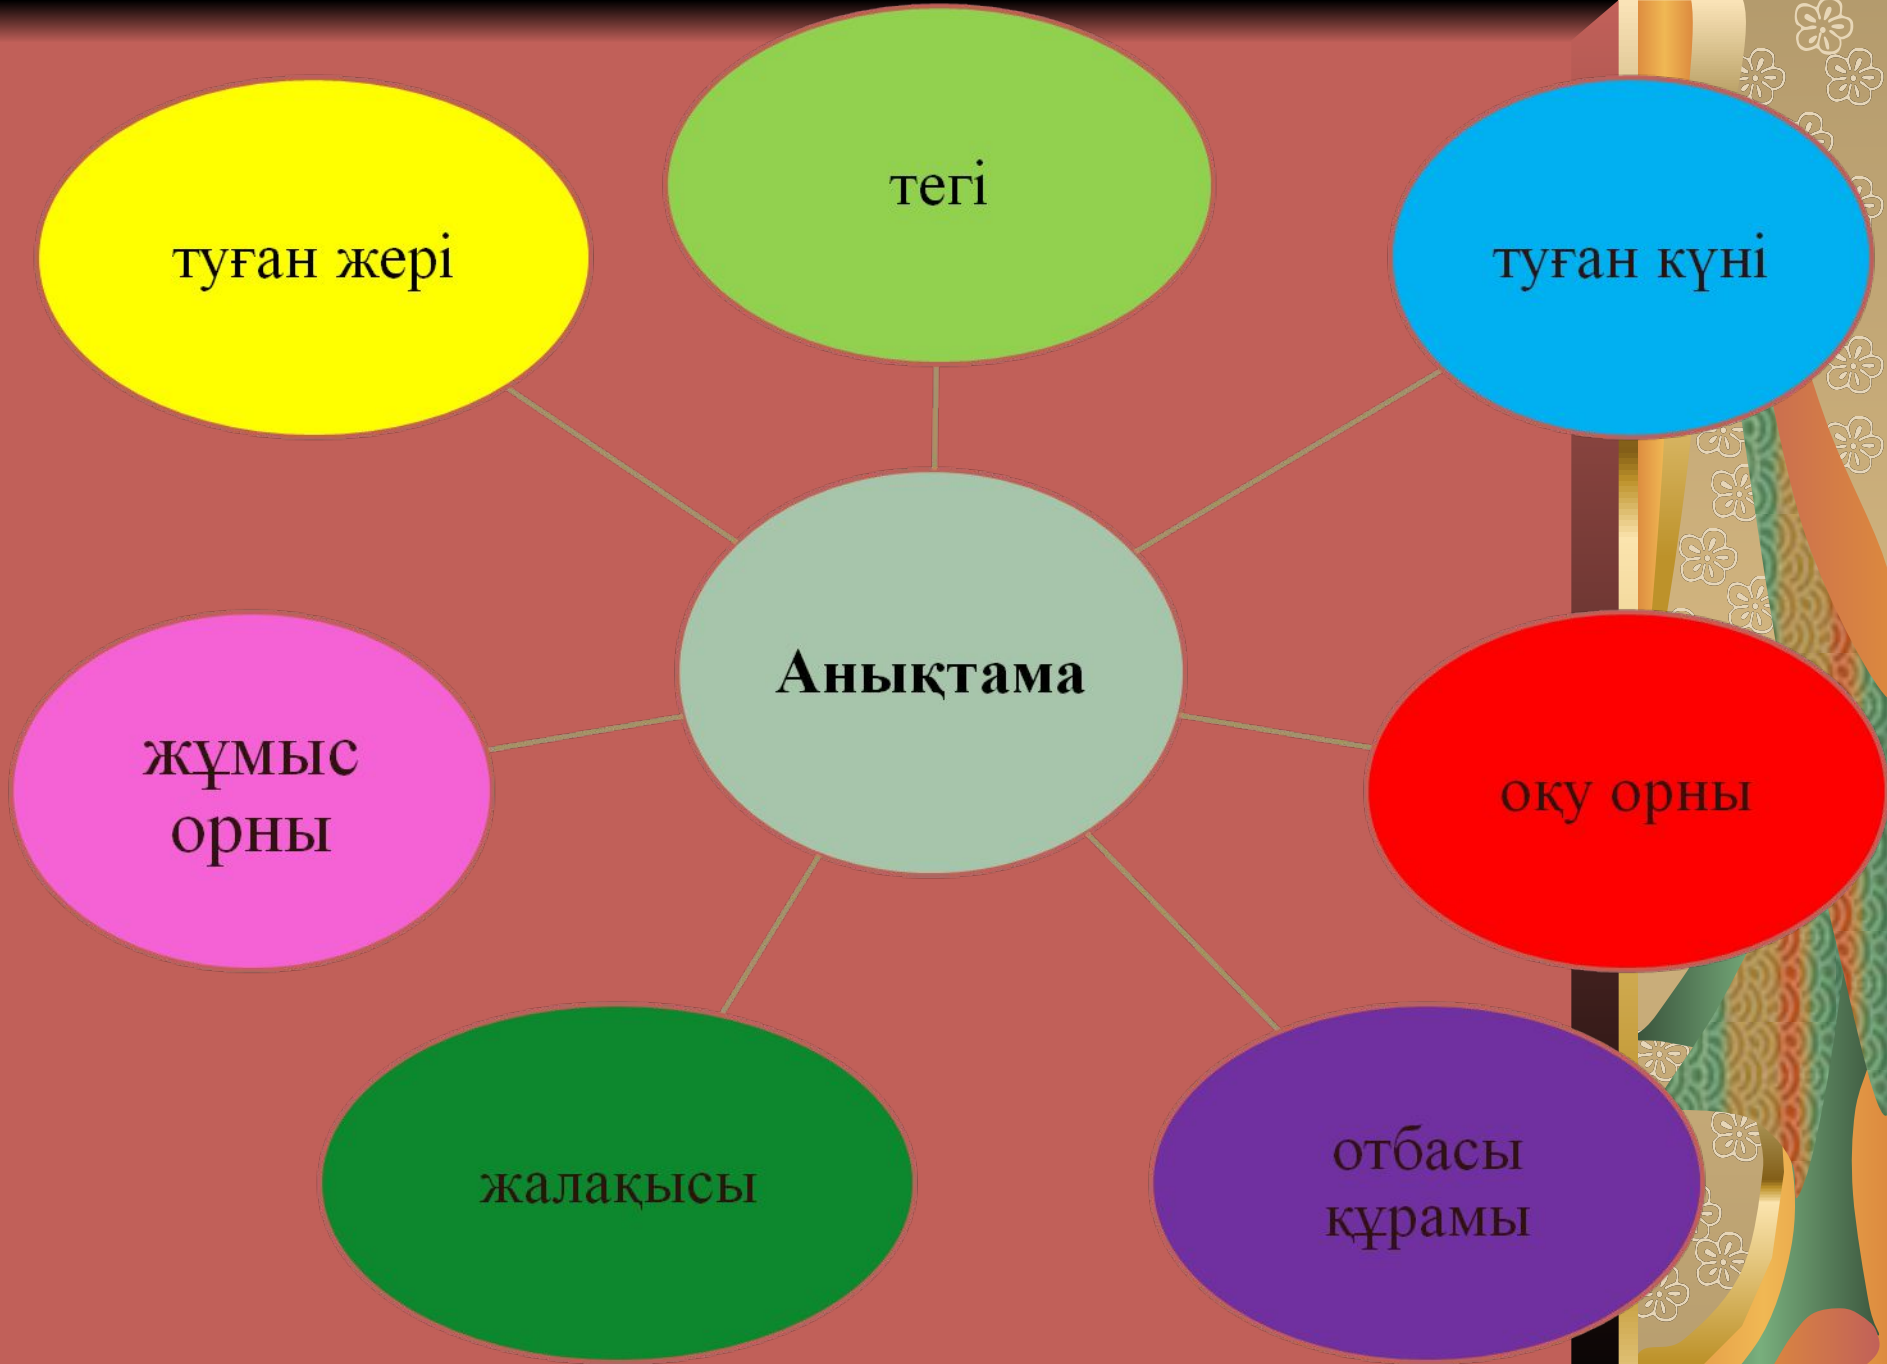 тегі
туған жері
туған күні
Анықтама
жұмыс
орны
оқу орны
жалақысы
отбасы
құрамы